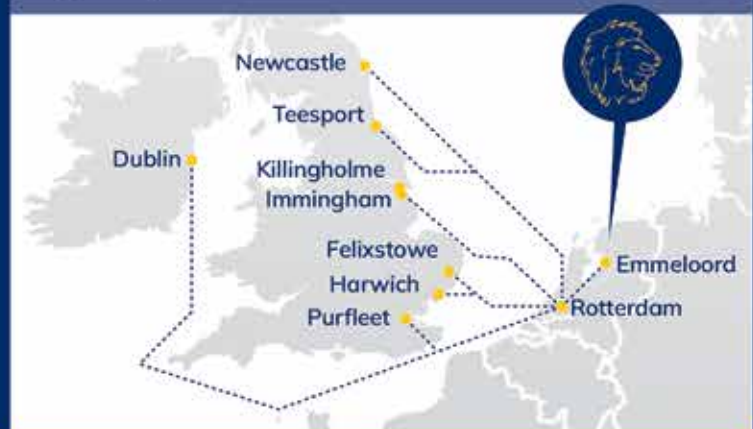 Newcastle
Teesport
Dublin
Killingholme
Immingham
Felixstowe
Emmeloord
Harwich
Rotterdam
Purfleet